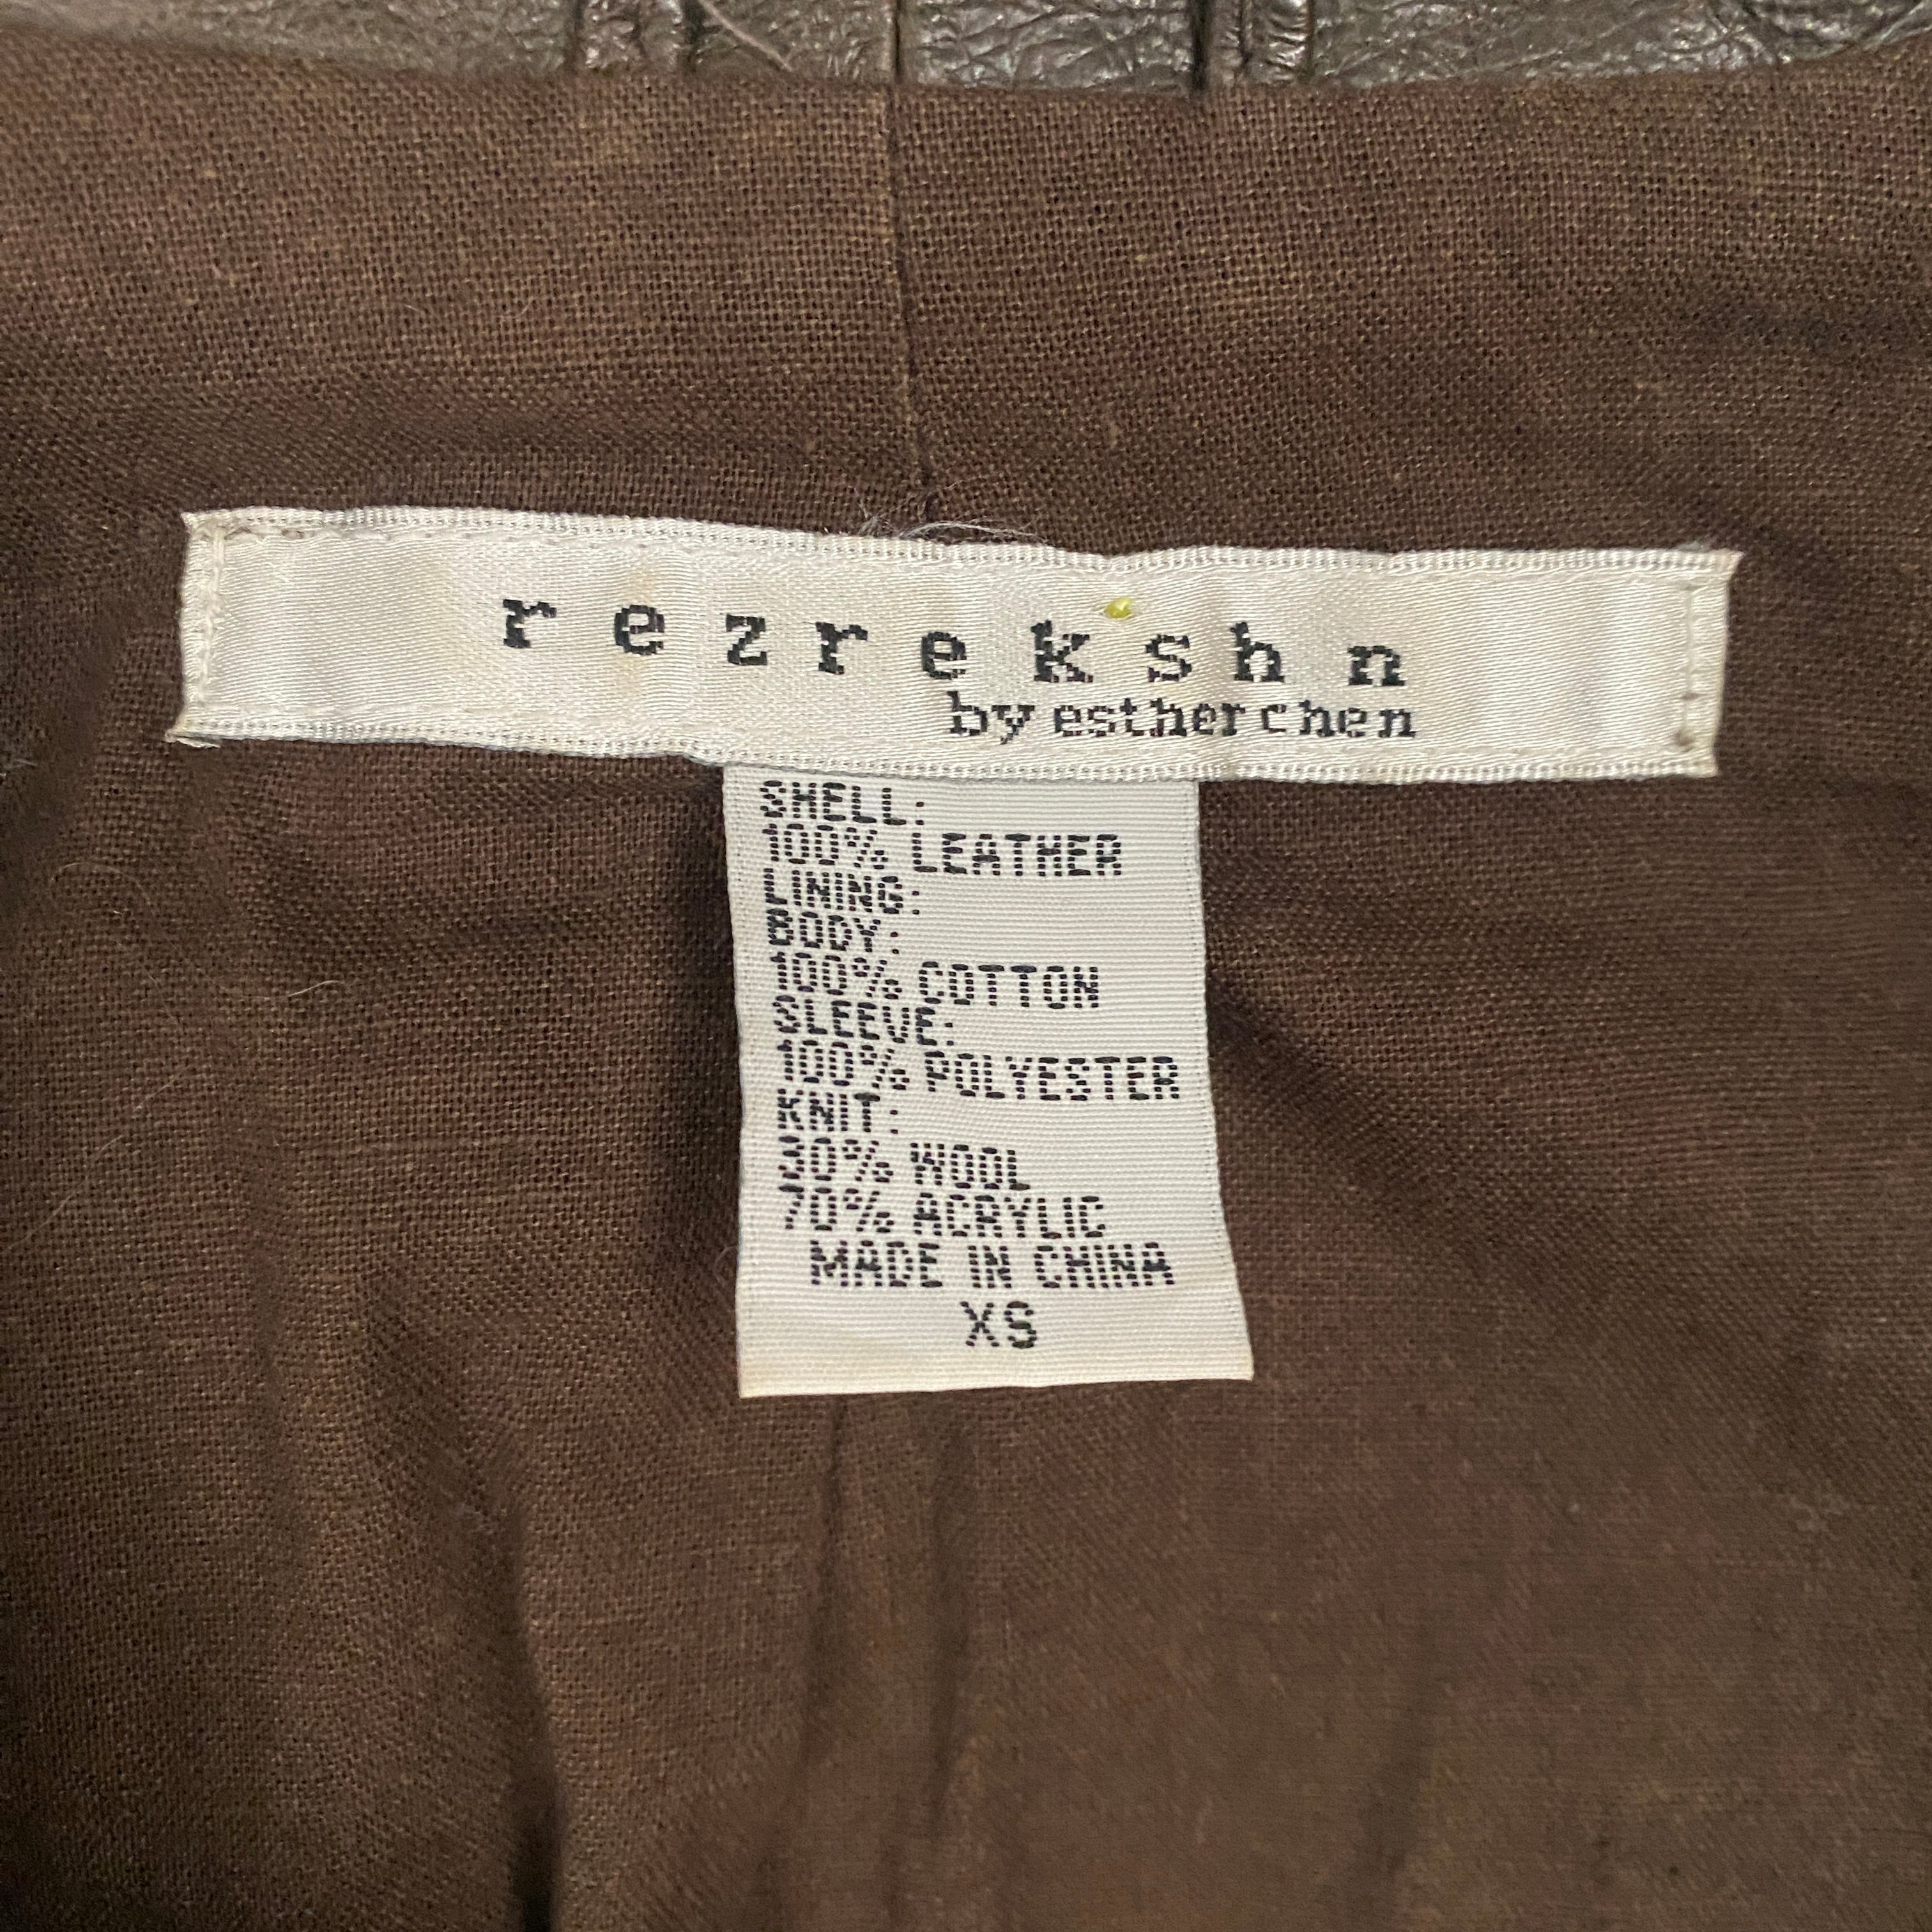 rezrekshn
by estherchen
SHELL:
100% LEATHER
LINING:
BODY:
100% COTTON
SLEEVE:
100% POLYESTER
KNIT:
30% WOOL
70% ACRYLIC
MADE IN CHINA
XS